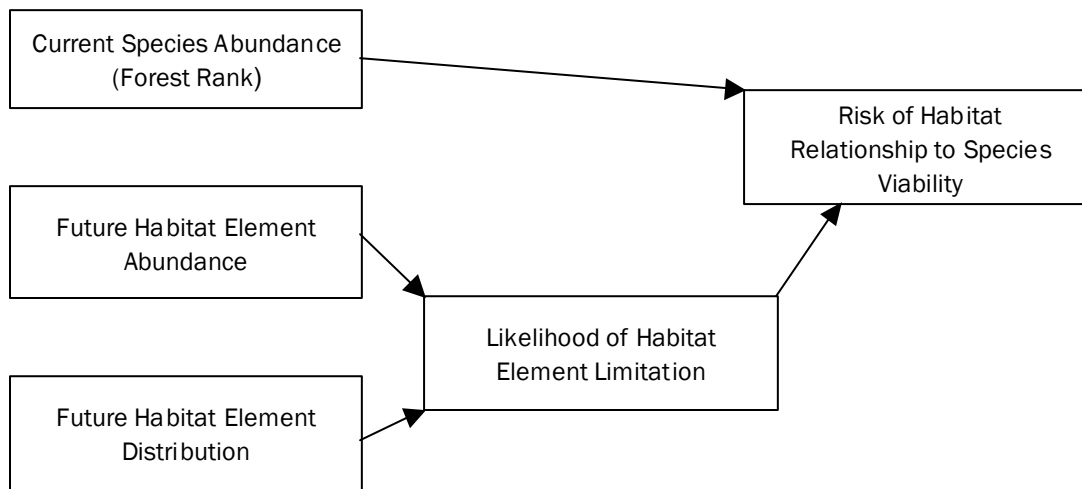 Current Species Abundance
(Forest Rank)
Risk of Habitat
Relationship to Species
Viability
Future Habitat Element
Abundance
Likelihood of Habitat
Element Limitation
Future Habitat Element
Distribution